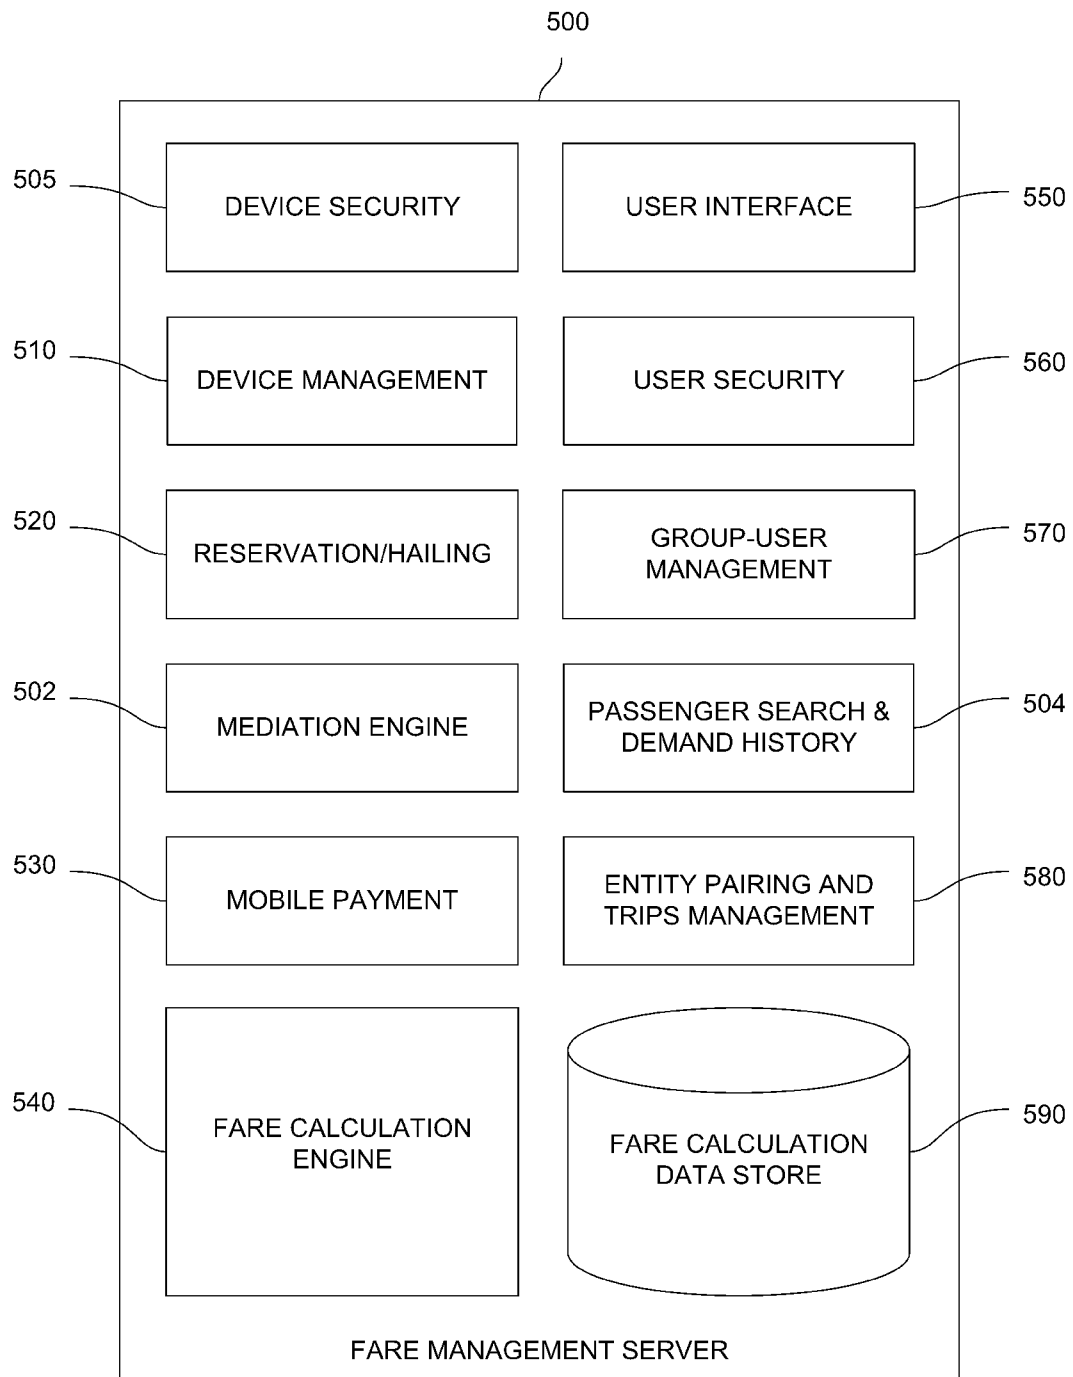 500
505
DEVICE SECURITY
USER INTERFACE
550
510
DEVICE MANAGEMENT
USER SECURITY
560
520
RESERVATION/HAILING
GROUP-USER
MANAGEMENT
570
502
MEDIATION ENGINE
PASSENGER SEARCH &
DEMAND HISTORY
504
530
MOBILE PAYMENT
ENTITY PAIRING AND
TRIPS MANAGEMENT
580
540
FARE CALCULATION
ENGINE
FARE CALCULATION
DATA STORE
590
FARE MANAGEMENT SERVER